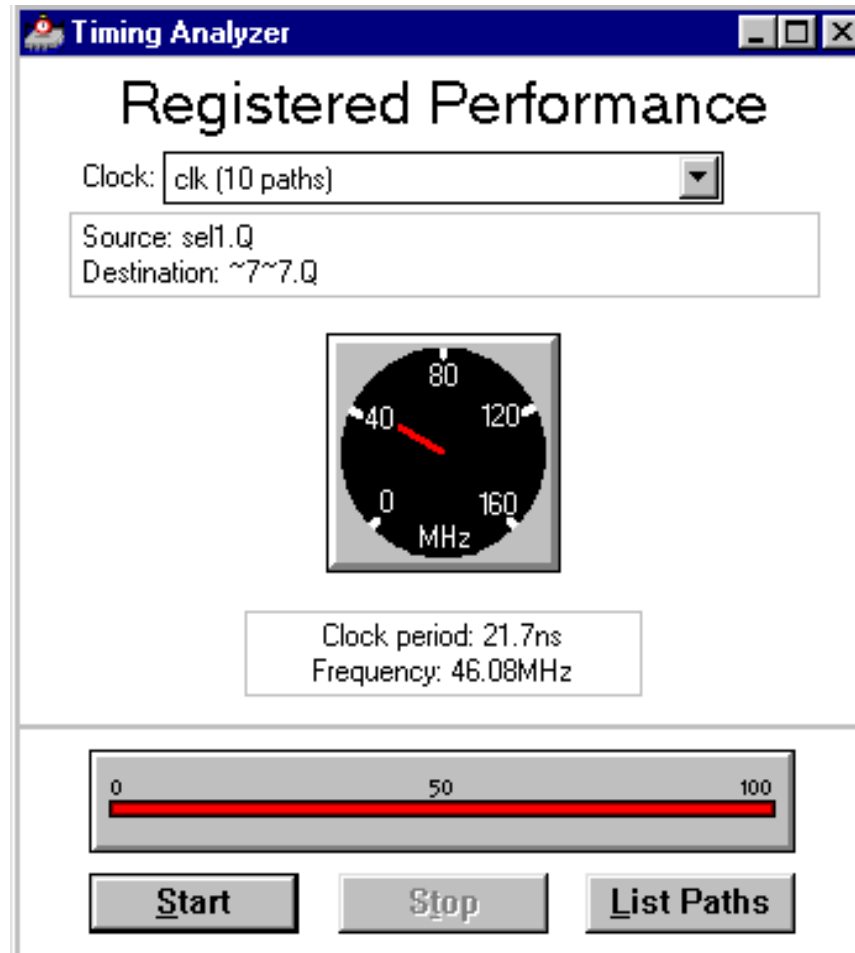 Timing Analyzer
Registered Performance
Clock: clk (10 paths)
Source: sel1.Q
Destination: ~7~7.Q
80
40 120
0 160
MHz
Clock period: 21.7ns
Frequency: 46.08MHz
0 50 100
Start Stop List Paths